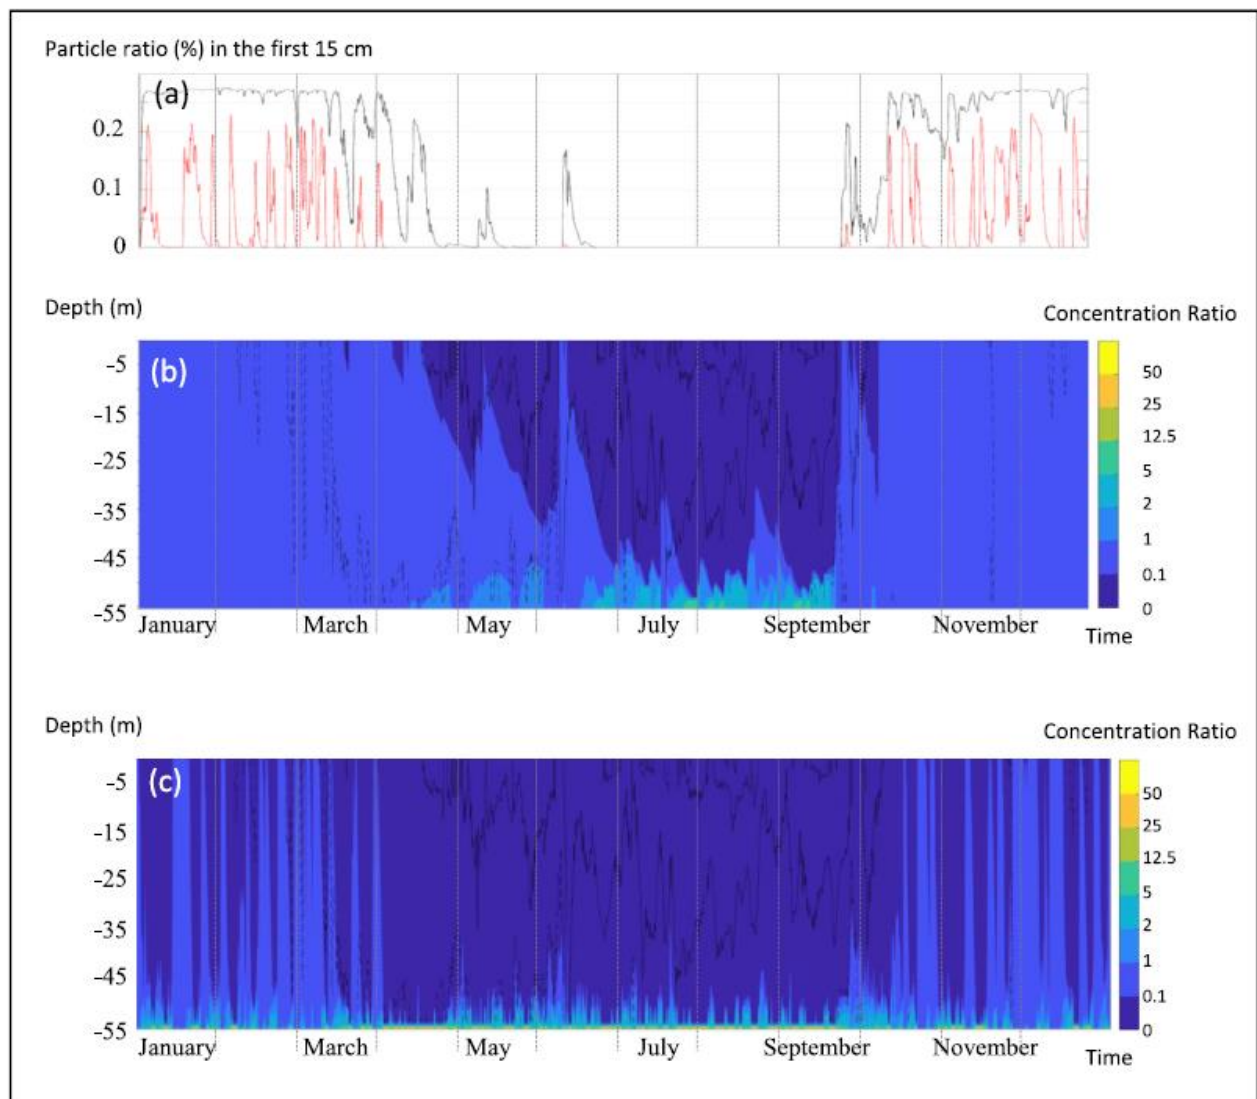 Particle ratio (%) in the first 15 cm
(a)
0.2
0.1
0
Depth (m)
Concentration Ratio
(b)
−5
−15
−25
−35
−45
−55
50
25
12.5
5
2
1
0.1
0
January March May July September November
Time
Depth (m)
Concentration Ratio
(c)
−5
−15
−25
−35
−45
−55
50
25
12.5
5
2
1
0.1
0
January March May July September November
Time